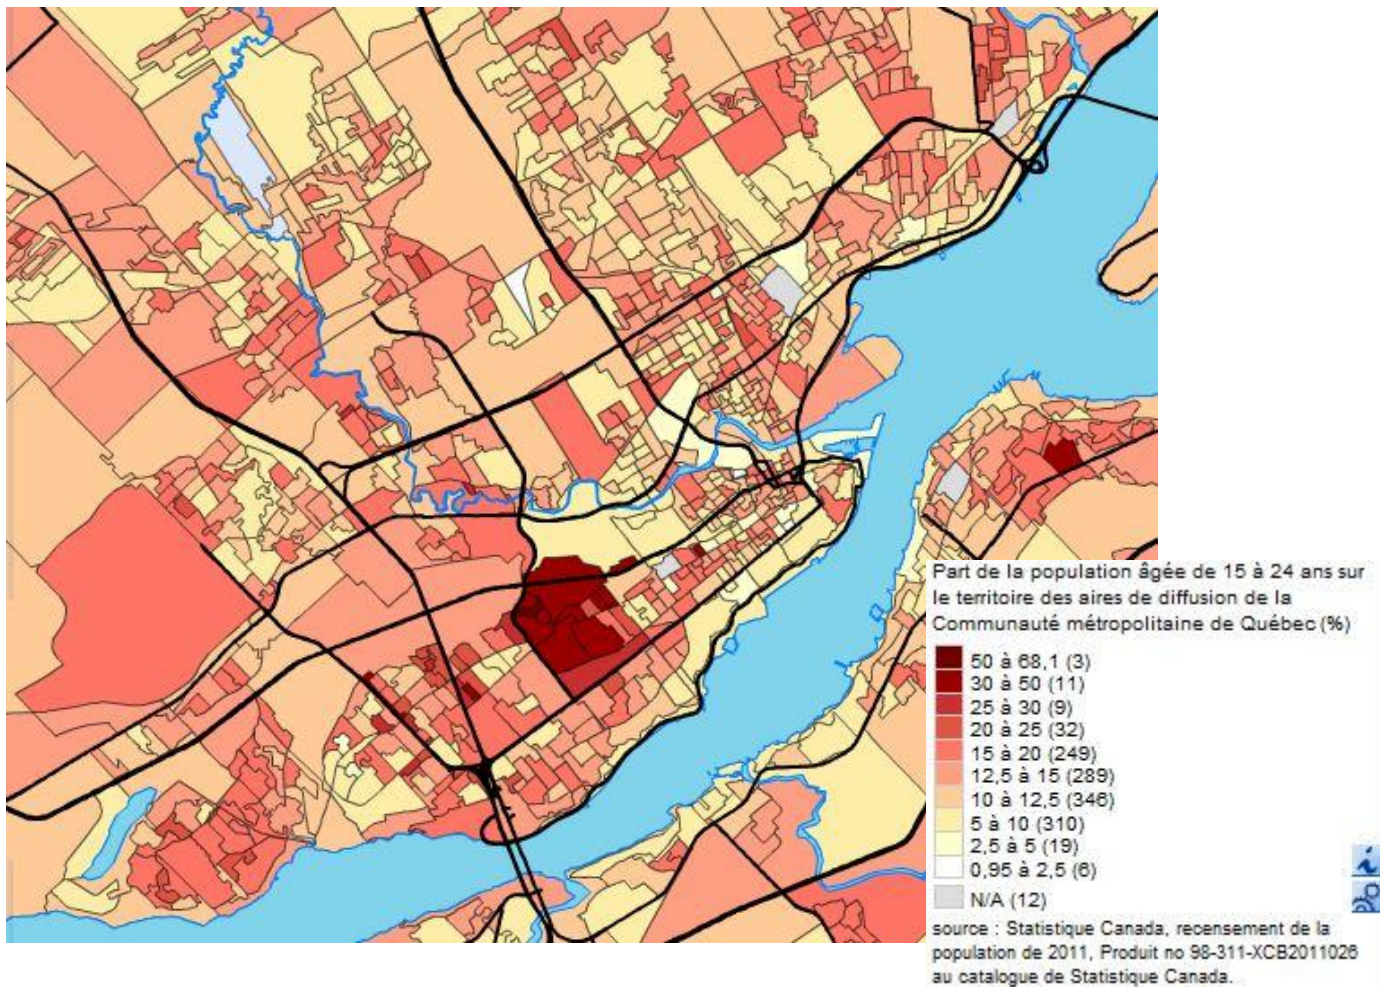 Part de la population âgée de 15 à 24 ans sur
le territoire des aires de diffusion de la
Communauté métropolitaine de Québec (%)
50 à 68,1 (3)
30 à 50 (11)
25 à 30 (9)
20 à 25 (32)
15 à 20 (249)
12,5 à 15 (289)
10 à 12,5 (346)
5 à 10 (310)
2,5 à 5 (19)
0,95 à 2,5 (6)
N/A (12)
source : Statistique Canada, recensement de la
population de 2011, Produit no 98-311-XCB2011026
au catalogue de Statistique Canada.